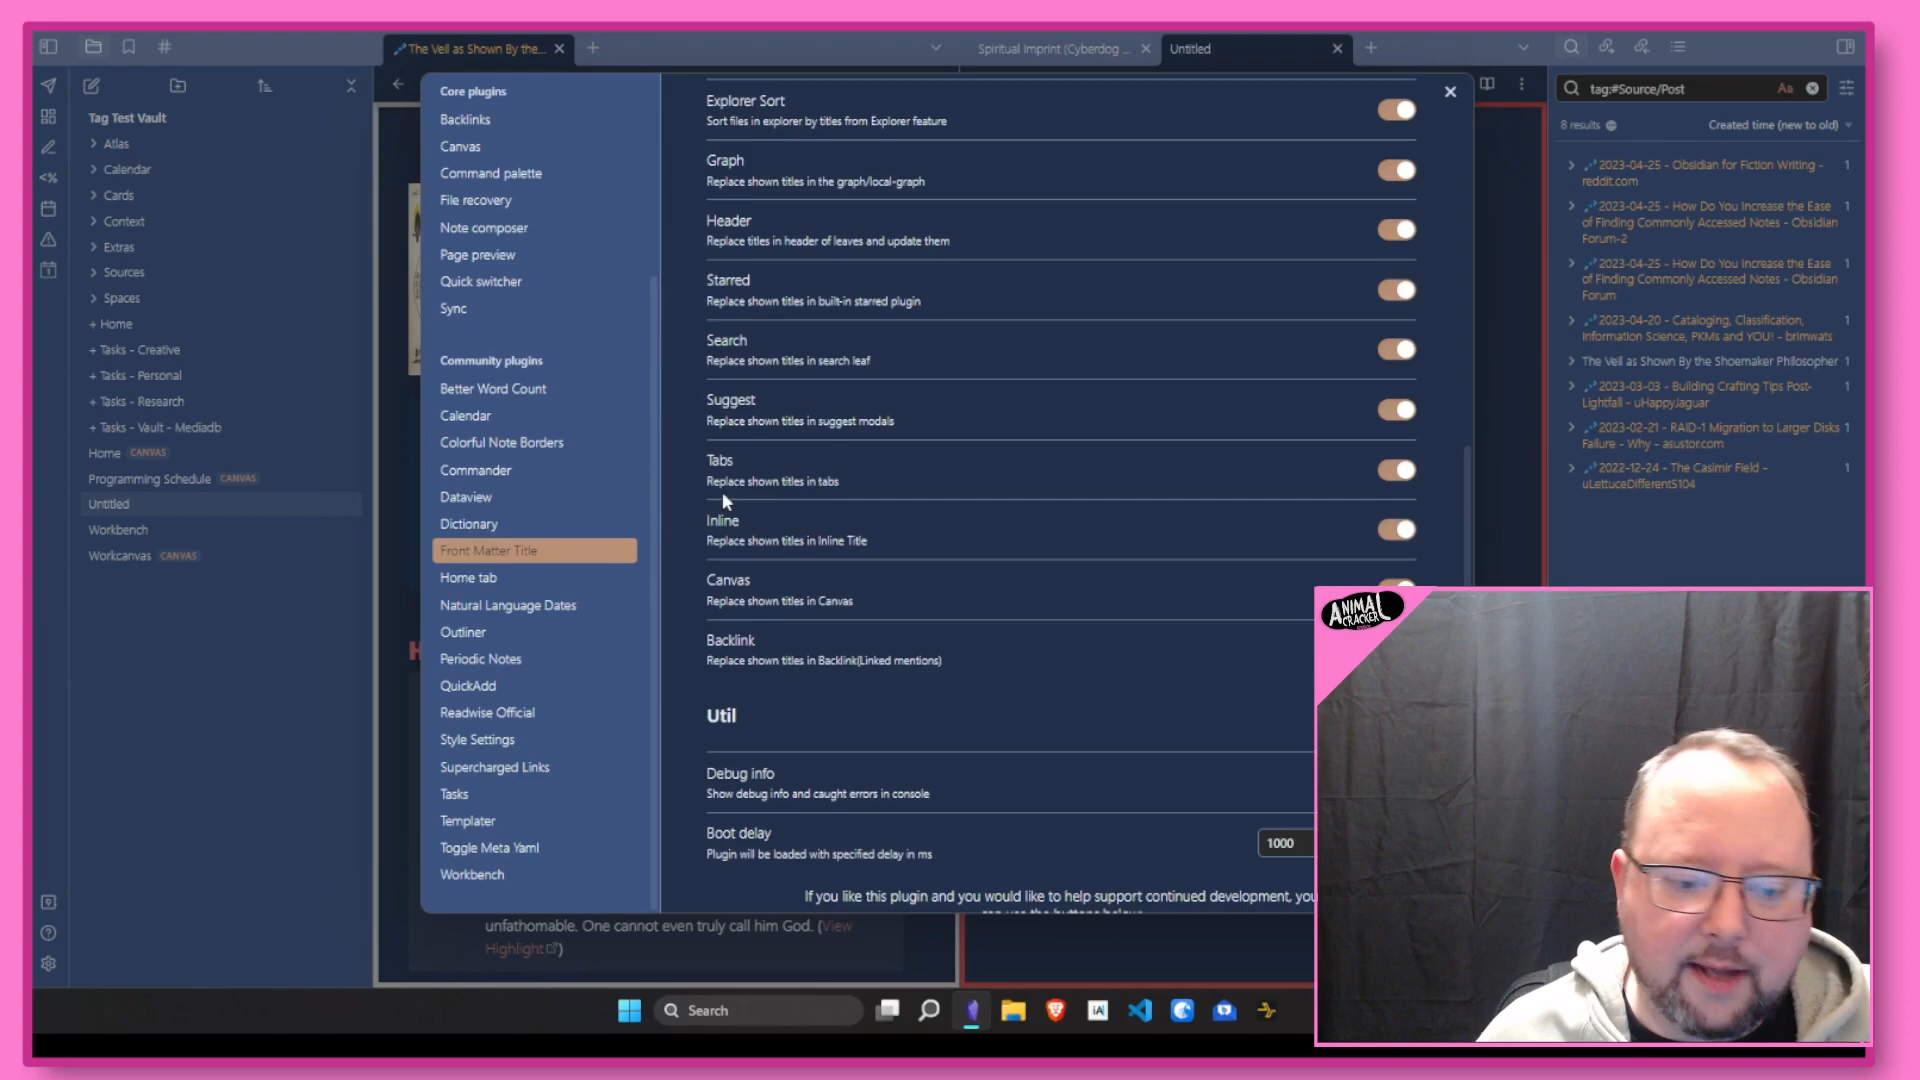 The Veil as Shown By the...
Spiritual Imprint (Cyberdog ...
Untitled
Tag Test Vault
Atlas
Calendar
Cards
Context
Extras
Sources
Spaces
+ Home
+ Tasks - Creative
+ Tasks - Personal
+ Tasks - Research
+ Tasks - Vault - Mediadb
Home CANVAS
Programming Schedule CANVAS
Untitled
Workbench
Workcanvas CANVAS
Core plugins
Backlinks
Canvas
Command palette
File recovery
Note composer
Page preview
Quick switcher
Sync
Community plugins
Better Word Count
Calendar
Colorful Note Borders
Commander
Dataview
Dictionary
Front Matter Title
Home tab
Natural Language Dates
Outliner
Periodic Notes
QuickAdd
Readwise Official
Style Settings
Supercharged Links
Tasks
Templater
Toggle Meta Yaml
Workbench
Explorer Sort
Sort files in explorer by titles from Explorer feature
Graph
Replace shown titles in the graph/local-graph
Header
Replace titles in header of leaves and update them
Starred
Replace shown titles in built-in starred plugin
Search
Replace shown titles in search leaf
Suggest
Replace shown titles in suggest modals
Tabs
Replace shown titles in tabs
Inline
Replace shown titles in Inline Title
Canvas
Replace shown titles in Canvas
Backlink
Replace shown titles in Backlink(Linked mentions)
Util
Debug info
Show debug info and caught errors in console
Boot delay
Plugin will be loaded with specified delay in ms
1000
If you like this plugin and you would like to help support continued development, you
can use the buttons below
unfathomable. One cannot even truly call him God. (View
Highlight)
tag:#Source/Post
Aa
8 results
Created time (new to old)
2023-04-25 - Obsidian for Fiction Writing - 1
reddit.com
2023-04-25 - How Do You Increase the Ease 1
of Finding Commonly Accessed Notes - Obsidian
Forum-2
2023-04-25 - How Do You Increase the Ease 1
of Finding Commonly Accessed Notes - Obsidian
Forum
2023-04-20 - Cataloging, Classification, 1
Information Science, PKMs and YOU! - brimwats
The Veil as Shown By the Shoemaker Philosopher 1
2023-03-03 - Building Crafting Tips Post- 1
Lightfall - uHappyJaguar
2023-02-21 - RAID-1 Migration to Larger Disks 1
Failure - Why - asustor.com
2022-12-24 - The Casimir Field - 1
uLettuceDifferent5104
ANIMAL
CRACKER
Search
iA